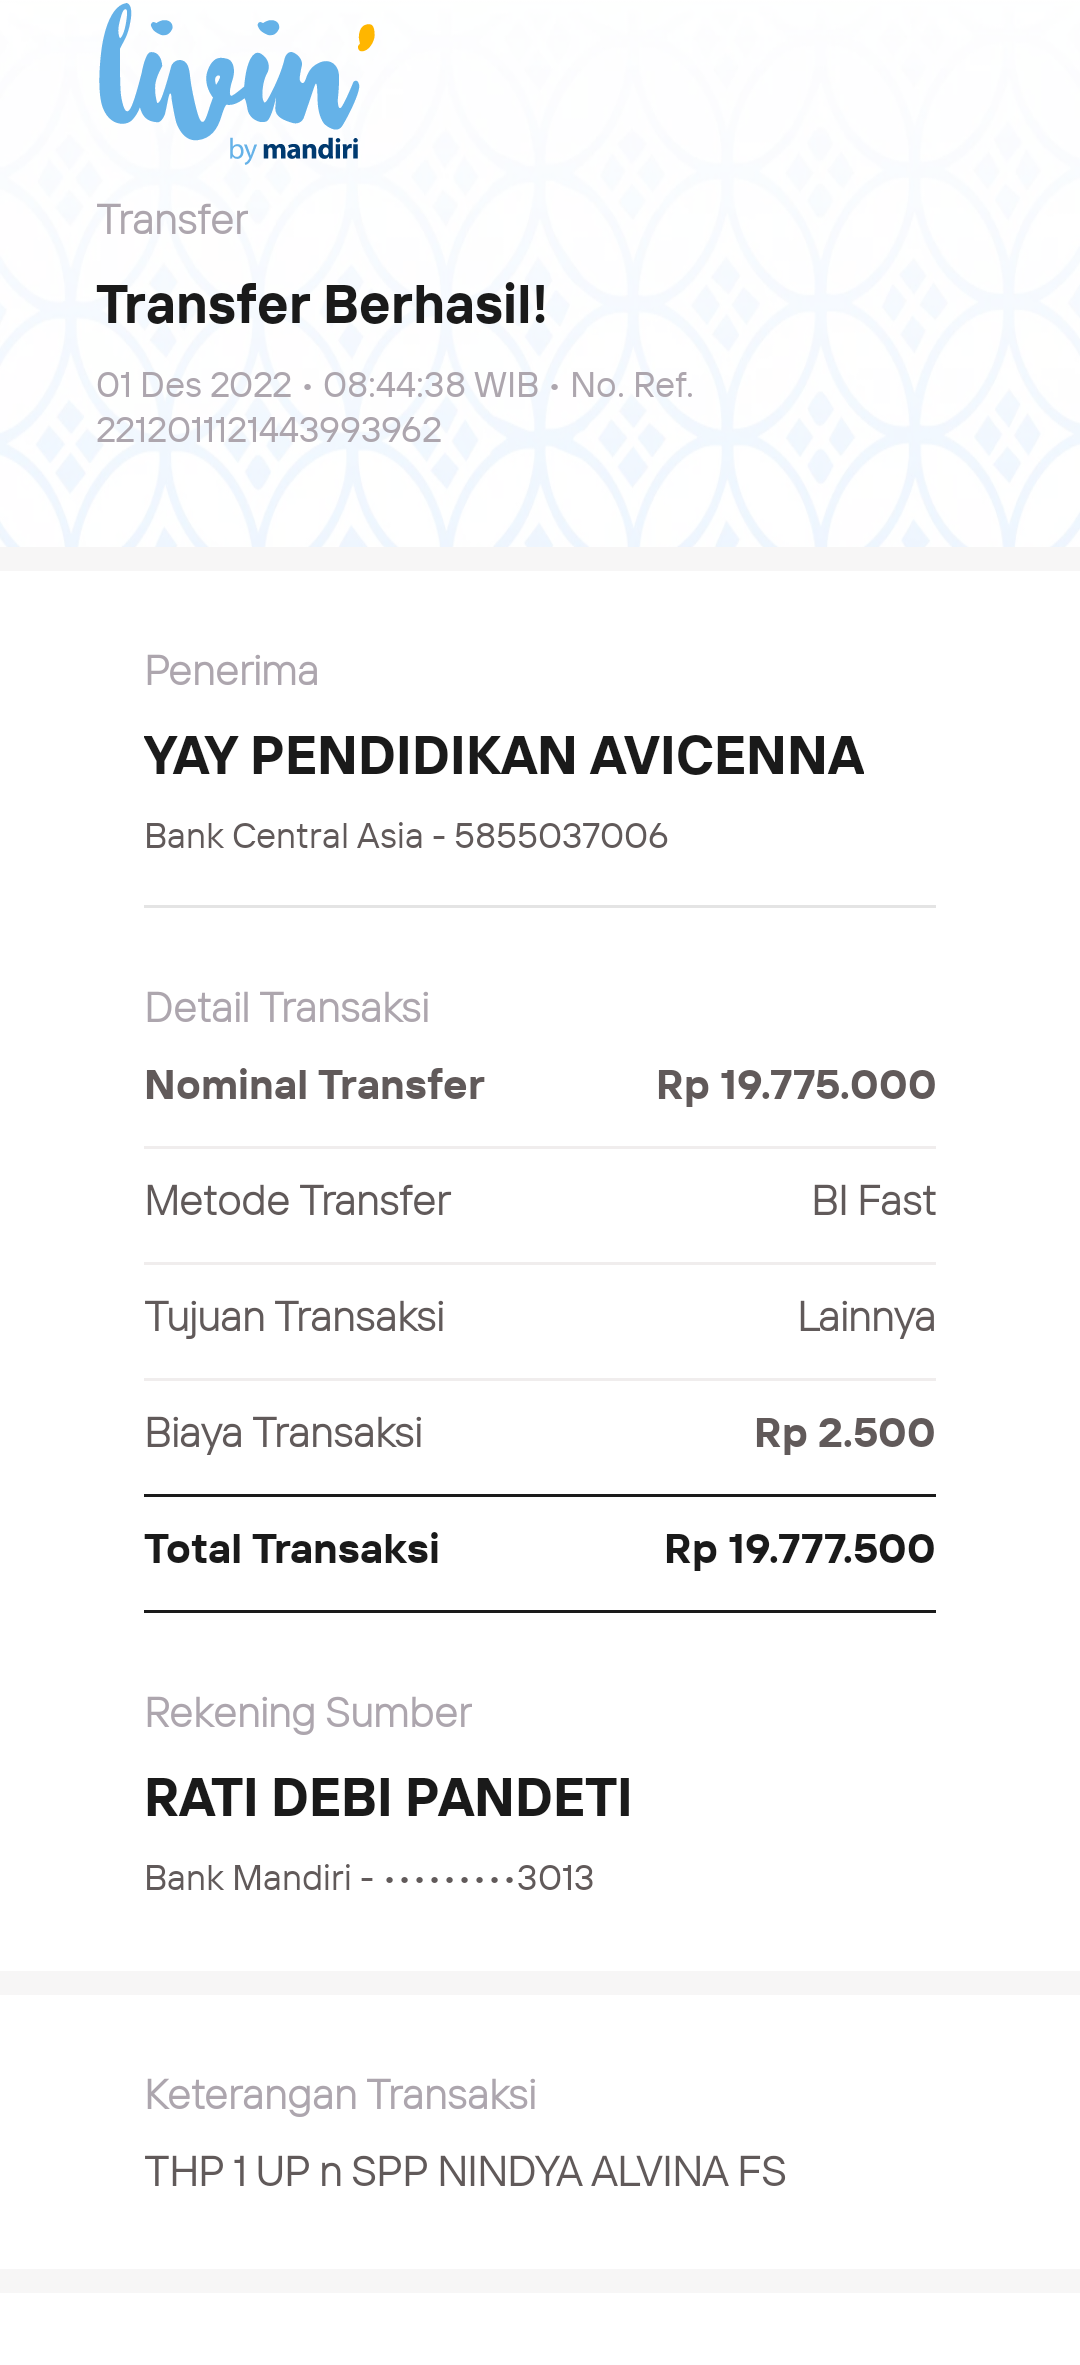 livin'
by mandiri
Transfer
Transfer Berhasil!
01 Des 2022 • 08:44:38 WIB • No. Ref.
2212011121443993962
Penerima
YAY PENDIDIKAN AVICENNA
Bank Central Asia - 5855037006
Detail Transaksi
Nominal Transfer Rp 19.775.000
Metode Transfer BI Fast
Tujuan Transaksi Lainnya
Biaya Transaksi Rp 2.500
Total Transaksi Rp 19.777.500
Rekening Sumber
RATI DEBI PANDETI
Bank Mandiri - •••••••••3013
Keterangan Transaksi
THP 1 UP n SPP NINDYA ALVINA FS